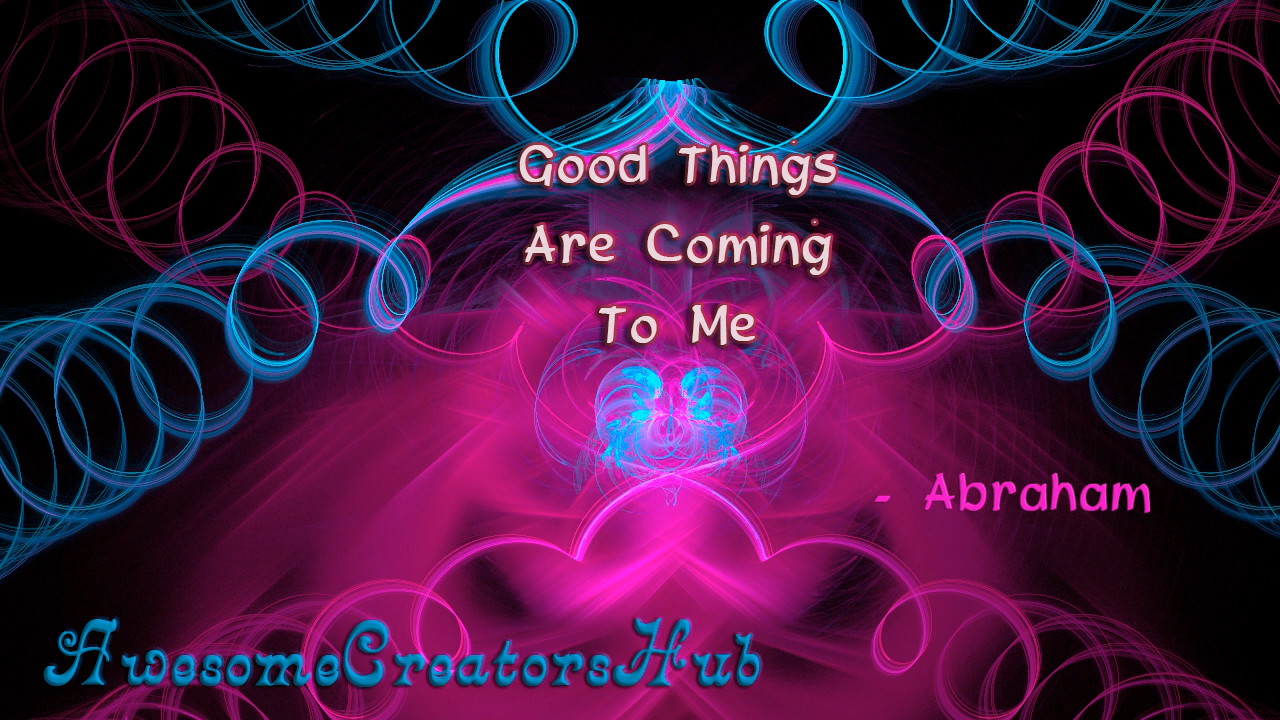 Good Things
Are Coming
To Me
- Abraham
AwesomeCreatorsHub